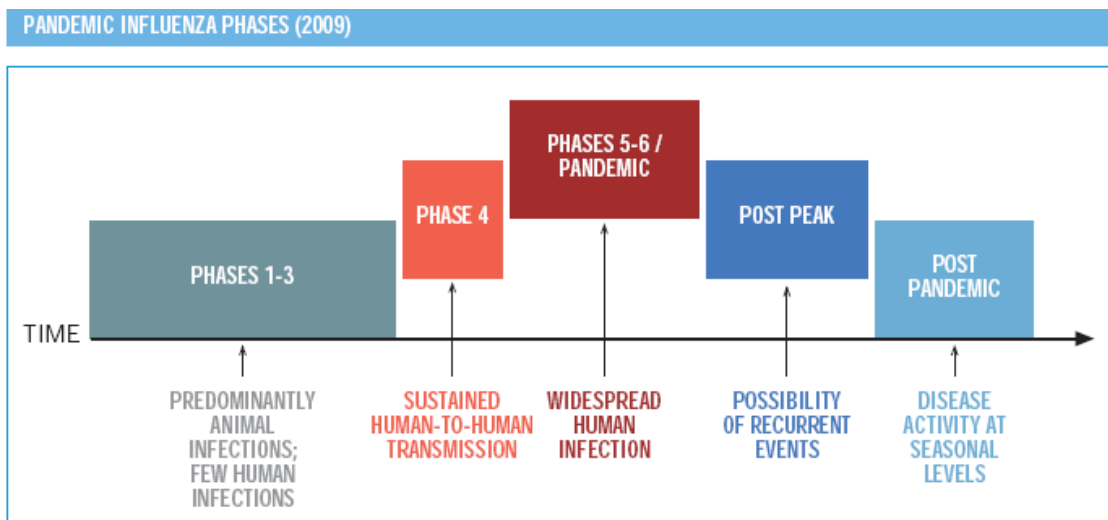 PANDEMIC INFLUENZA PHASES (2009)
PHASES 5-6 /
PANDEMIC
PHASE 4
POST PEAK
PHASES 1-3
POST
PANDEMIC
TIME
PREDOMINANTLY
ANIMAL
INFECTIONS;
FEW HUMAN
INFECTIONS
SUSTAINED
HUMAN-TO-HUMAN
TRANSMISSION
WIDESPREAD
HUMAN
INFECTION
POSSIBILITY
OF RECURRENT
EVENTS
DISEASE
ACTIVITY AT
SEASONAL
LEVELS